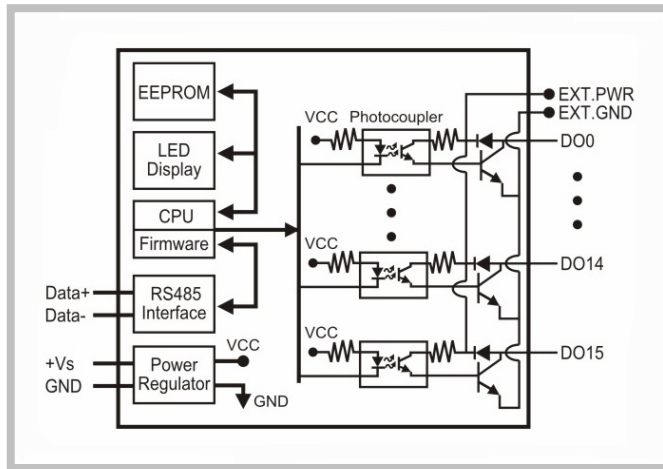 EEPROM
LED
Display
CPU
Firmware
RS485
Interface
Data+
Data-
Power
Regulator
+Vs
GND
VCC
GND
VCC
Photocoupler
EXT.PWR
EXT.GND
DO0
VCC
DO14
VCC
DO15